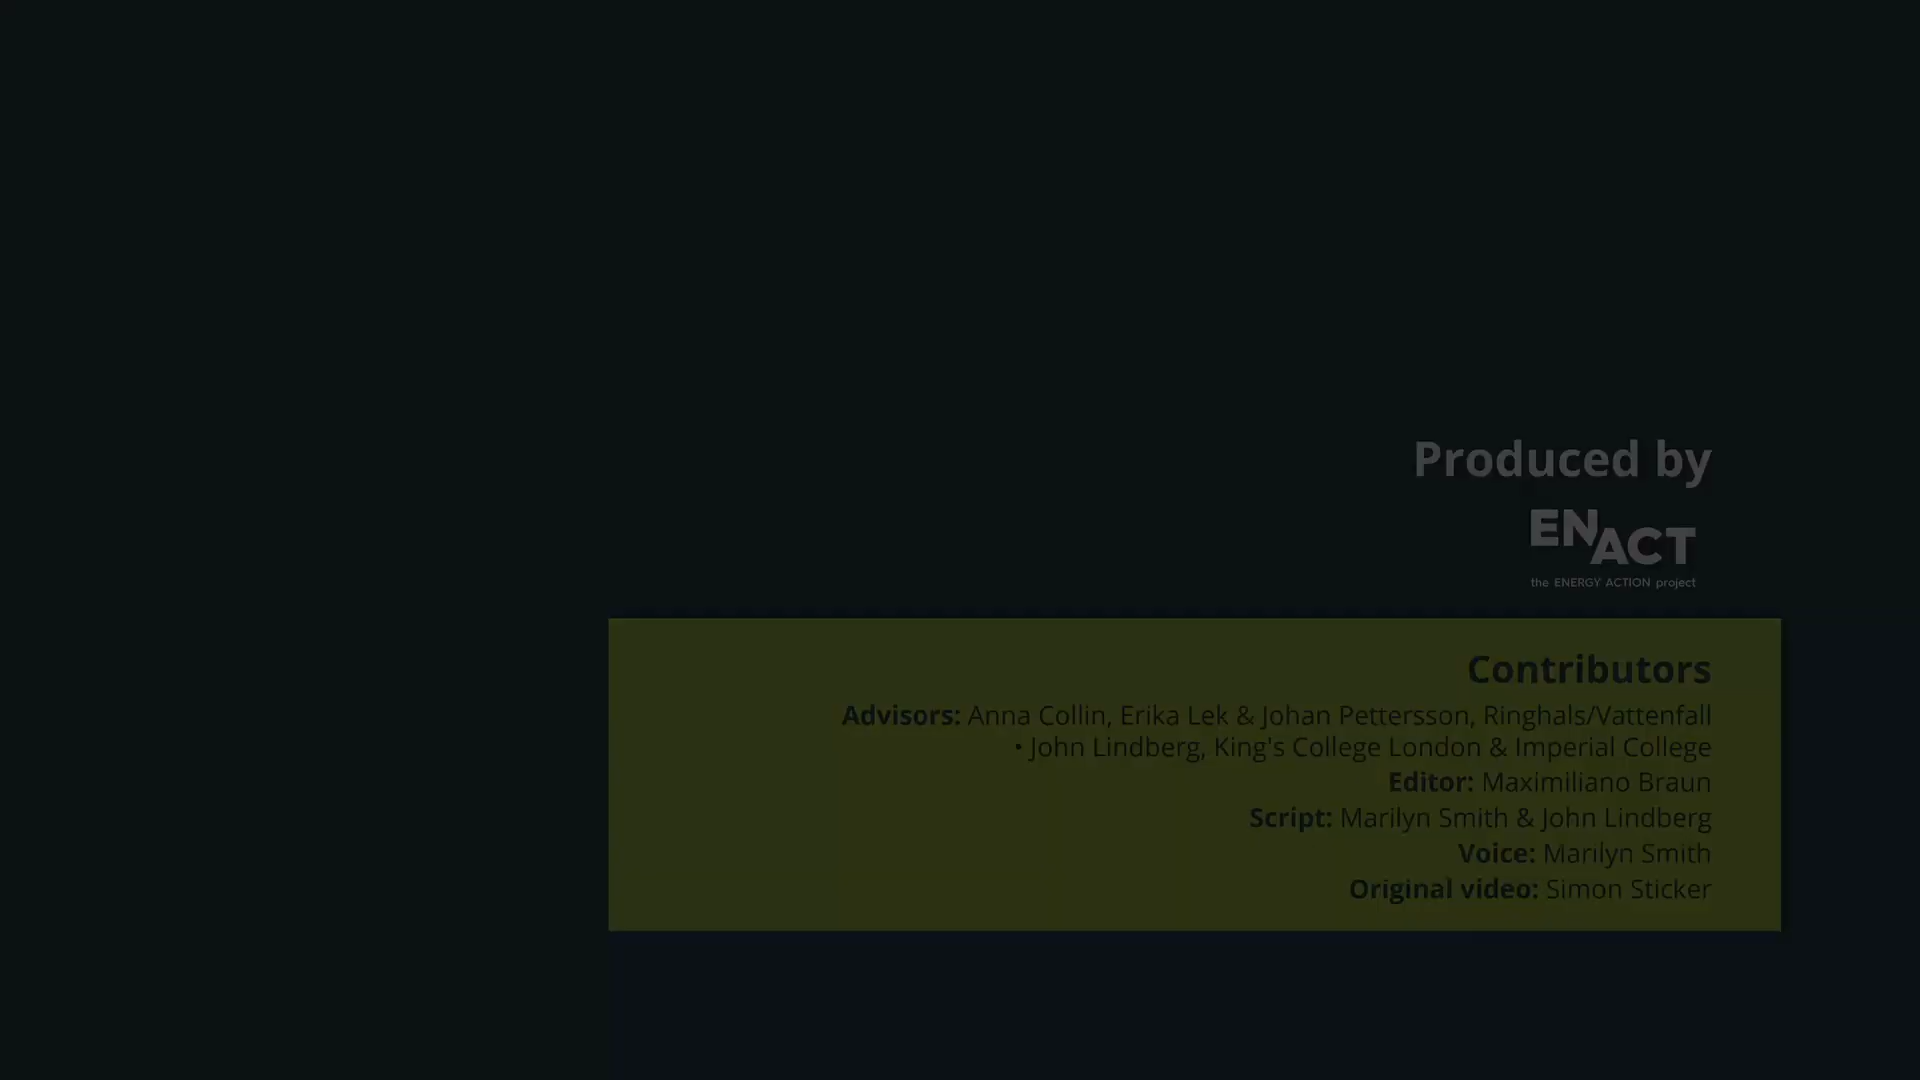 Produced by
ENACT
the ENERGY ACTION project
Contributors
Advisors: Anna Collin, Erika Lek & Johan Pettersson, Ringhals/Vattenfall
• John Lindberg, King's College London & Imperial College
Editor: Maximiliano Braun
Script: Marilyn Smith & John Lindberg
Voice: Marilyn Smith
Original video: Simon Sticker